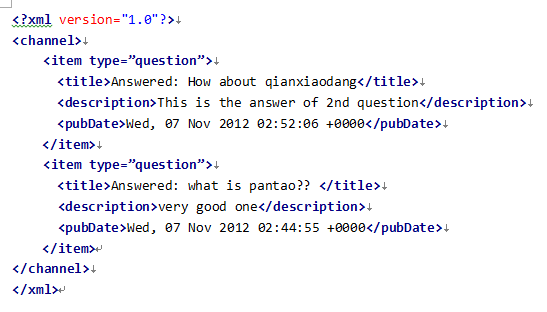 <?xml version="1.0"?>
<channel>
<item type=”question”>
<title>Answered: How about qianxiaodang</title>
<description>This is the answer of 2nd question</description>
<pubDate>Wed, 07 Nov 2012 02:52:06 +0000</pubDate>
</item>
<item type=”question”>
<title>Answered: what is pantao?? </title>
<description>very good one</description>
<pubDate>Wed, 07 Nov 2012 02:44:55 +0000</pubDate>
</item>
</channel>
</xml>